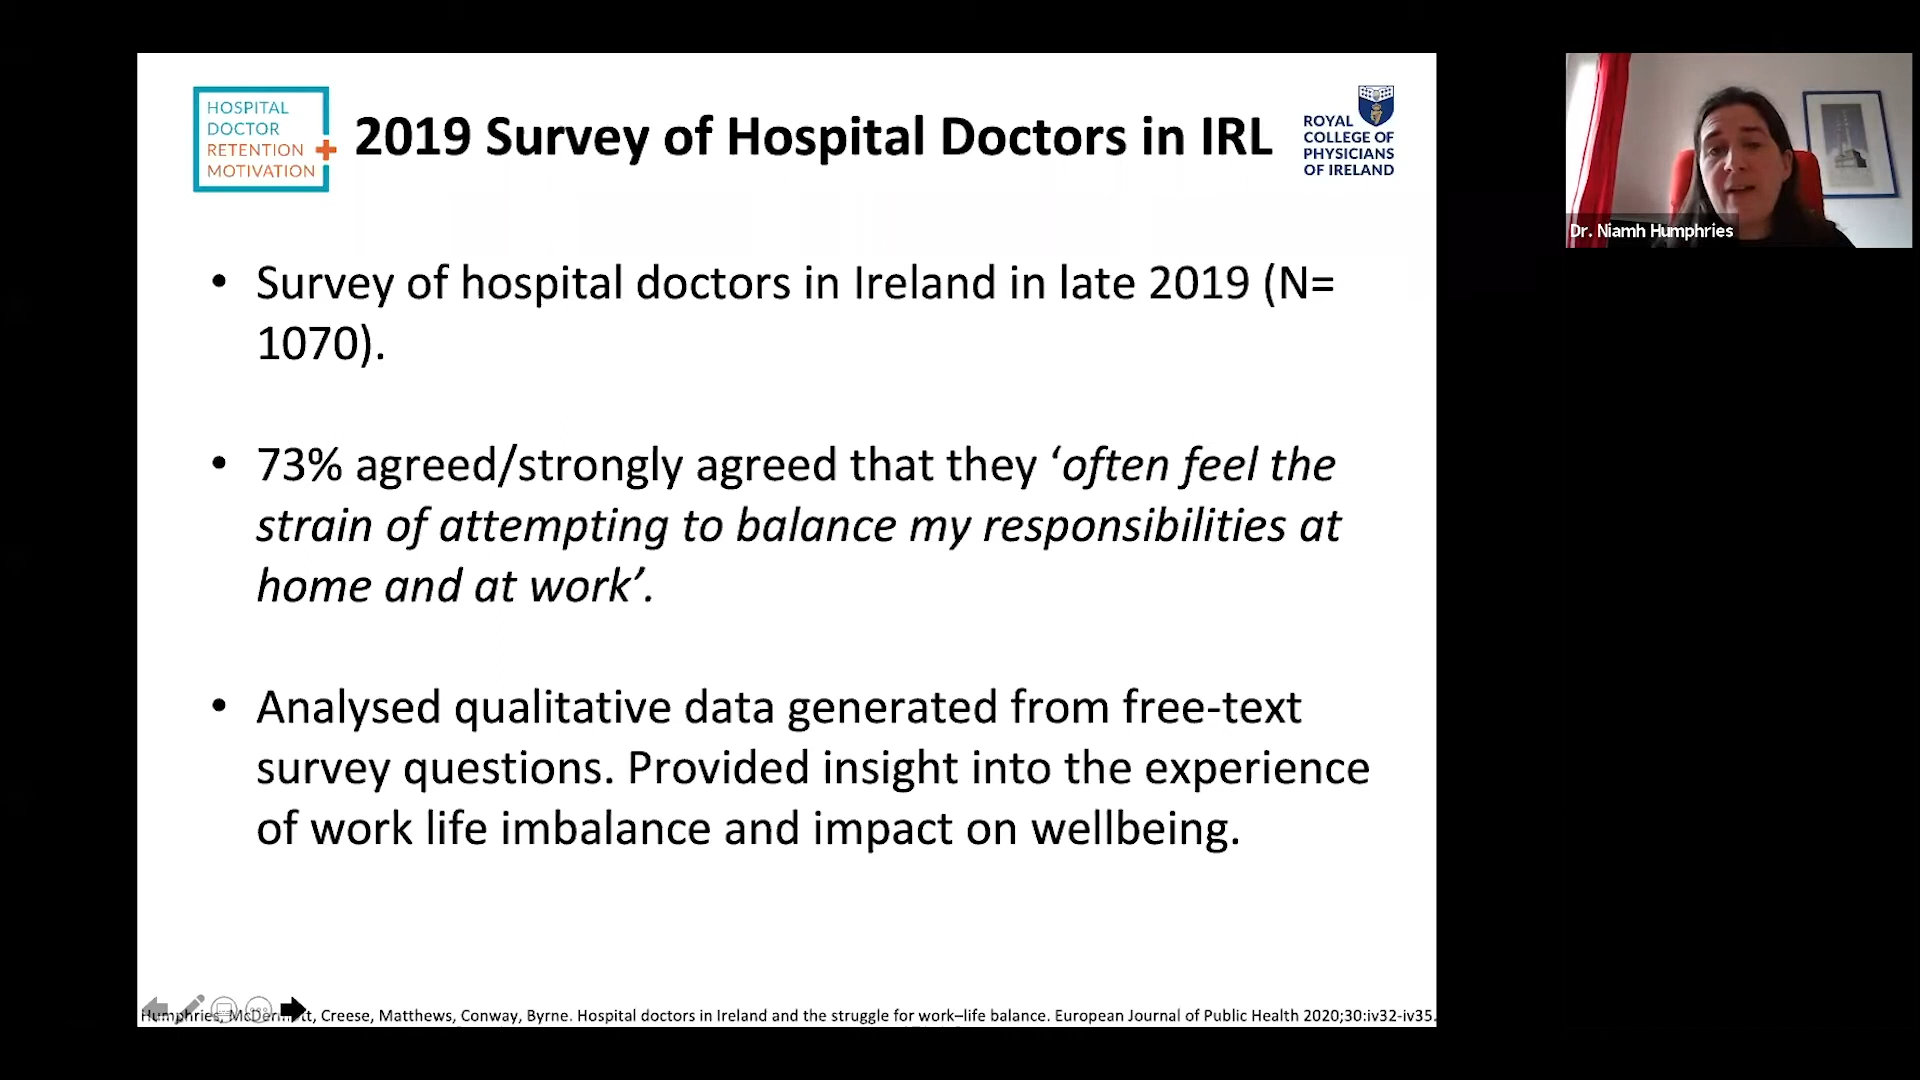 HOSPITAL
DOCTOR
RETENTION
MOTIVATION
+
2019 Survey of Hospital Doctors in IRL
ROYAL
COLLEGE OF
PHYSICIANS
OF IRELAND
Dr. Niamh Humphries
• Survey of hospital doctors in Ireland in late 2019 (N=
1070).
• 73% agreed/strongly agreed that they ‘often feel the
strain of attempting to balance my responsibilities at
home and at work’.
• Analysed qualitative data generated from free-text
survey questions. Provided insight into the experience
of work life imbalance and impact on wellbeing.
Humphries, McDermott, Creese, Matthews, Conway, Byrne. Hospital doctors in Ireland and the struggle for work–life balance. European Journal of Public Health 2020;30:iv32-iv35.